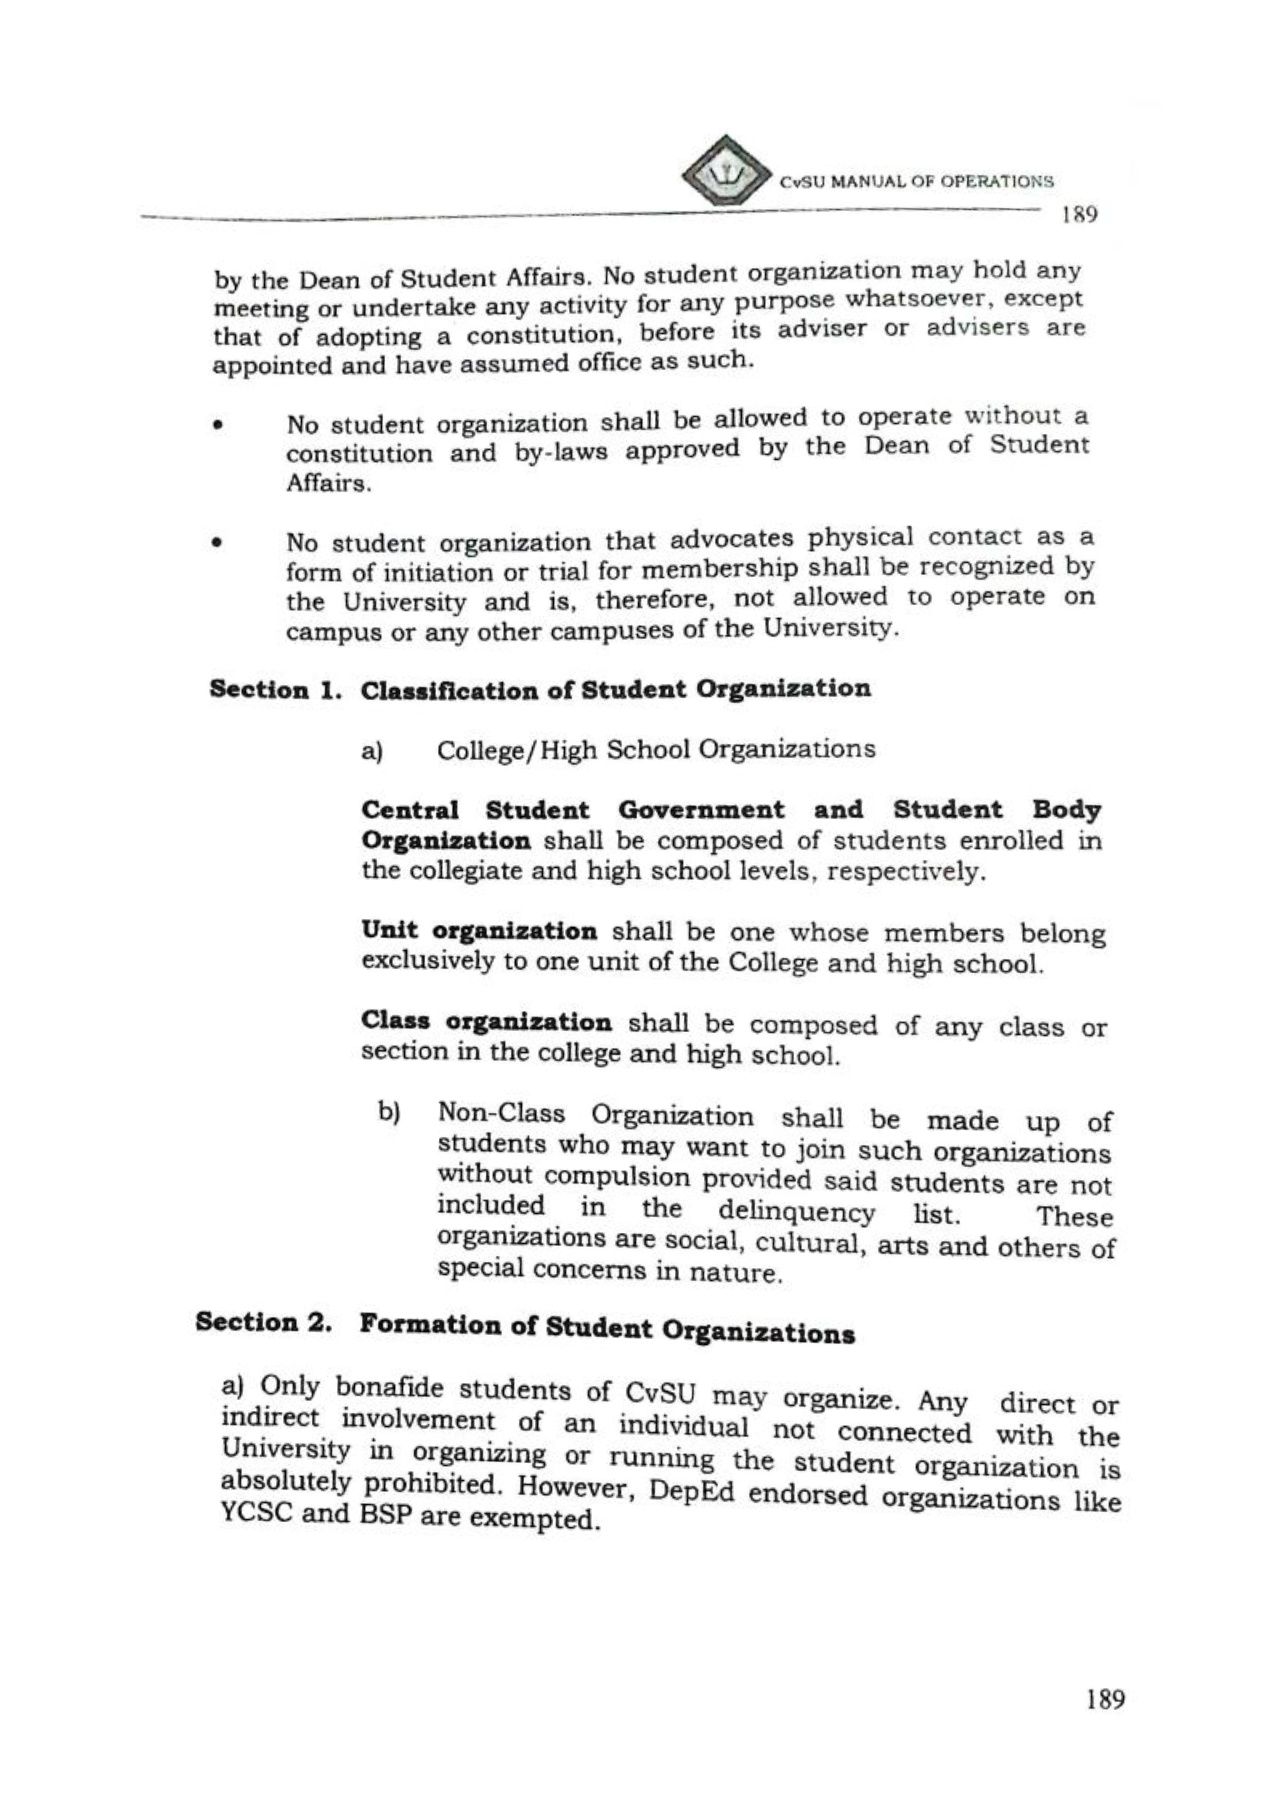 CvSU MANUAL OF OPERATIONS
189
by the Dean of Student Affairs. No student organization may hold any
meeting or undertake any activity for any purpose whatsoever, except
that of adopting a constitution, before its adviser or advisers are
appointed and have assumed office as such.
• No student organization shall be allowed to operate without a
constitution and by-laws approved by the Dean of Student
Affairs.
• No student organization that advocates physical contact as a
form of initiation or trial for membership shall be recognized by
the University and is, therefore, not allowed to operate on
campus or any other campuses of the University.
Section 1. Classification of Student Organization
a) College/High School Organizations
Central Student Government and Student Body
Organization shall be composed of students enrolled in
the collegiate and high school levels, respectively.
Unit organization shall be one whose members belong
exclusively to one unit of the College and high school.
Class organization shall be composed of any class or
section in the college and high school.
b) Non-Class Organization shall be made up of
students who may want to join such organizations
without compulsion provided said students are not
included in the delinquency list. These
organizations are social, cultural, arts and others of
special concerns in nature.
Section 2. Formation of Student Organizations
a) Only bonafide students of CvSU may organize. Any direct or
indirect involvement of an individual not connected with the
University in organizing or running the student organization is
absolutely prohibited. However, DepEd endorsed organizations like
YCSC and BSP are exempted.
189